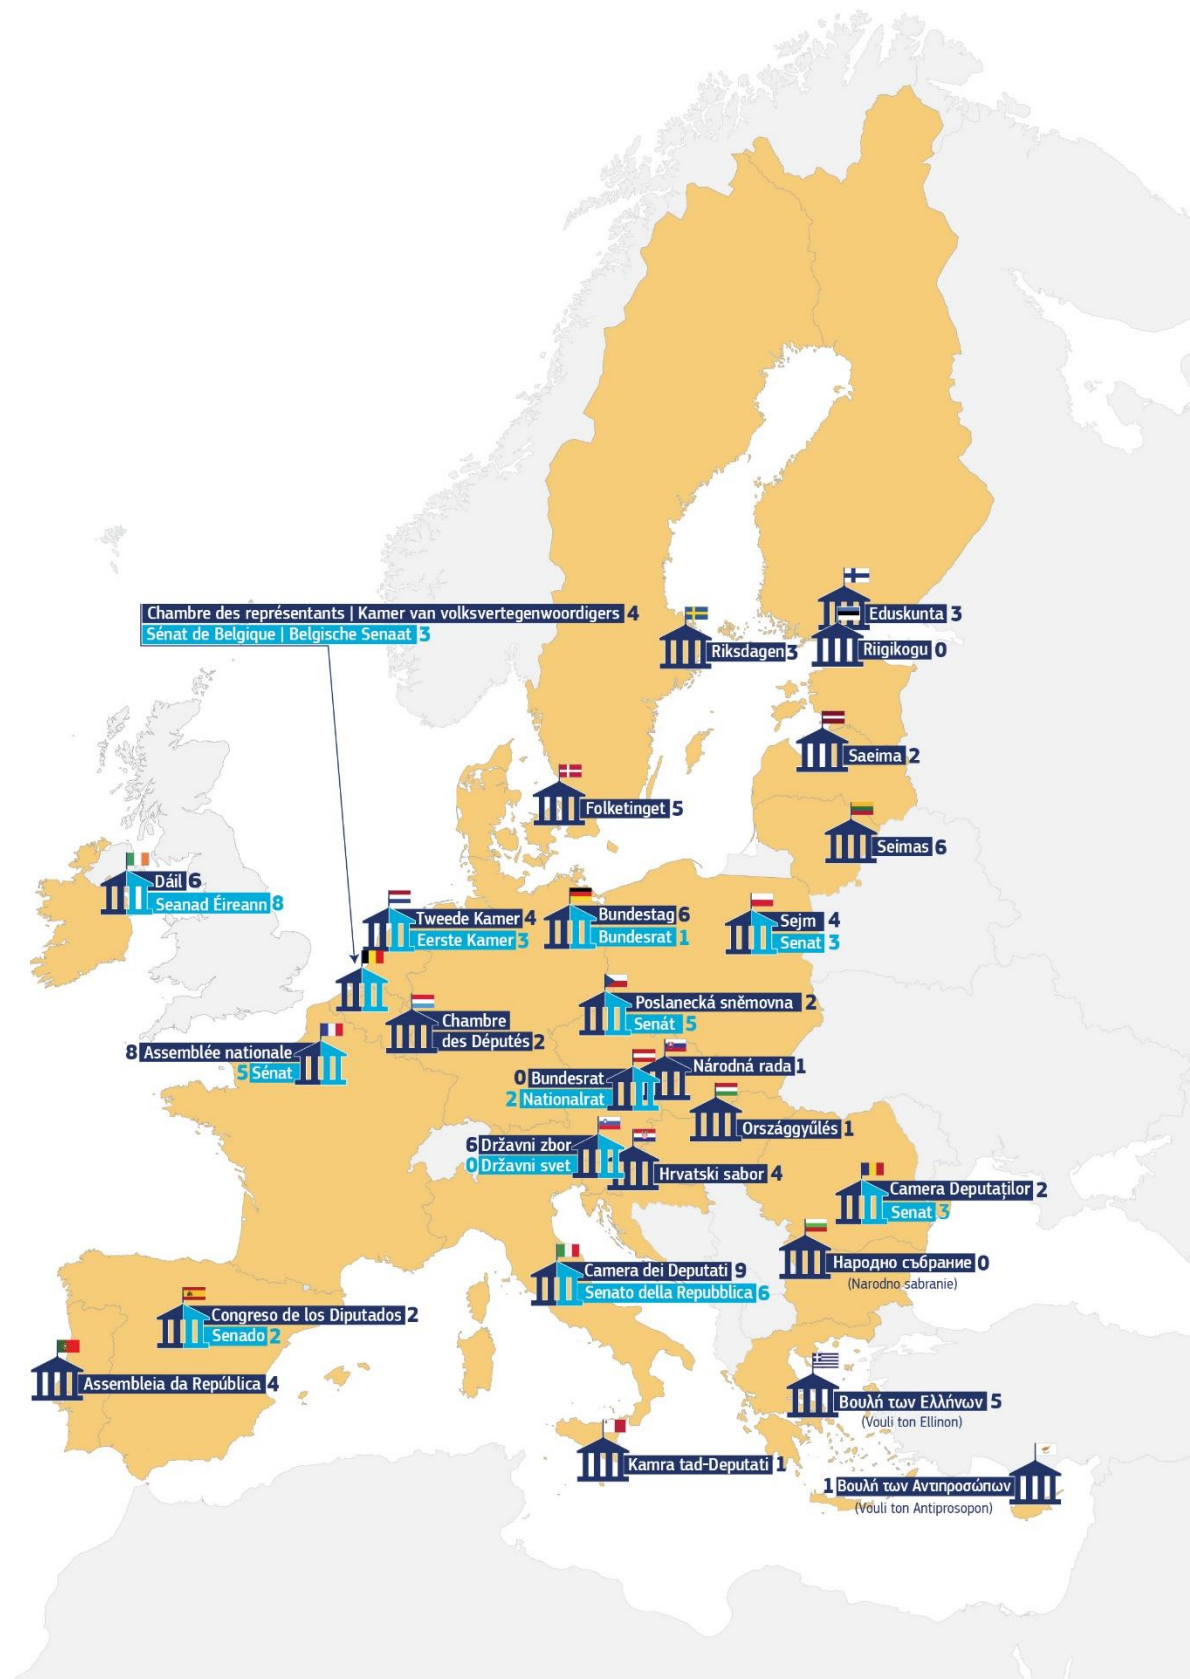 Chambre des représentants | Kamer van volksvertegenwoordigers 4
Sénat de Belgique | Belgische Senaat 3
Eduskunta 3
Riksdagen 3
Riigikogu 0
Saeima 2
Folketinget 5
Seimas 6
Dáil 6
Seanad Éireann 8
Tweede Kamer 4
Eerste Kamer 3
Bundestag 6
Bundesrat 1
Sejm 4
Senat 3
Poslanecká sněmovna 2
Senát 5
Chambre
des Députés 2
8 Assemblée nationale
5 Sénat
Národná rada 1
0 Bundesrat
2 Nationalrat
Országgyűlés 1
6 Državni zbor
0 Državni svet
Hrvatski sabor 4
Camera Deputaților 2
Senat 3
Народно събрание 0
(Narodno sabranie)
Camera dei Deputati 9
Senato della Repubblica 6
Congreso de los Diputados 2
Senado 2
Assembleia da República 4
Βουλή των Ελλήνων 5
(Vouli ton Ellinon)
Kamra tad-Deputati 1
1 Βουλή των Αντιπροσώπων
(Vouli ton Antiprosopon)